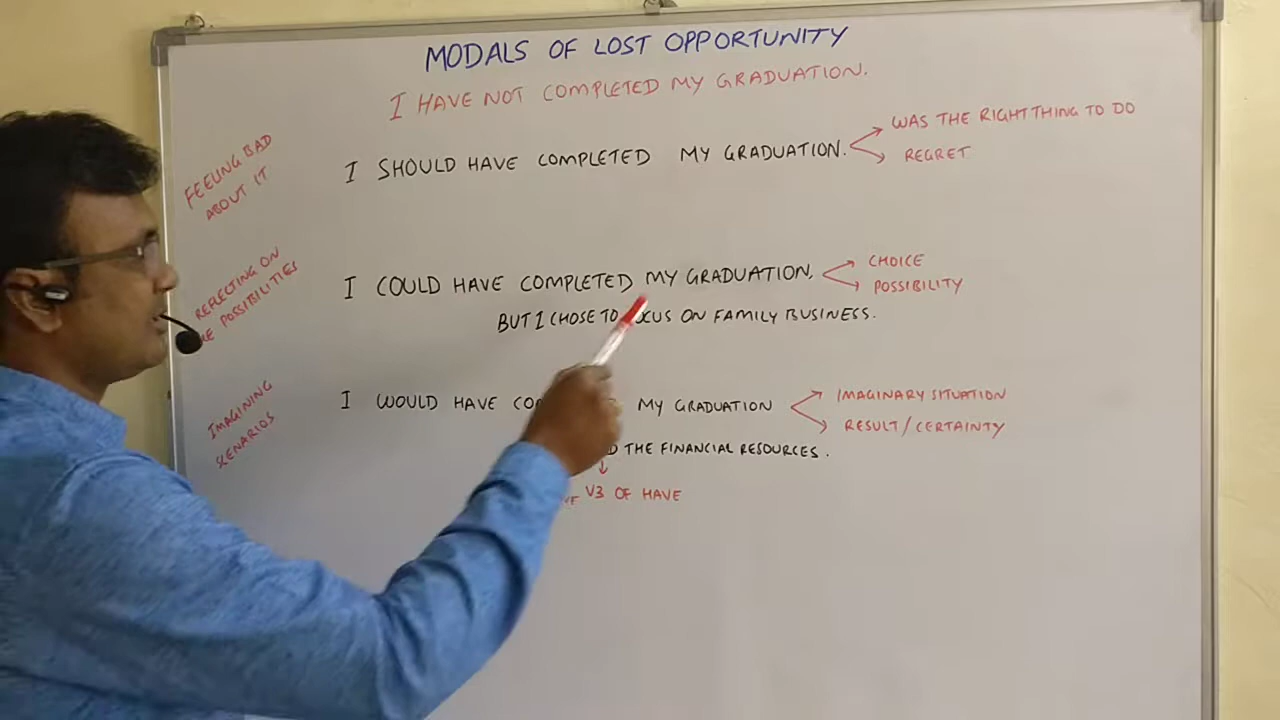 MODALS OF LOST OPPORTUNITY
I HAVE NOT COMPLETED MY GRADUATION.
FEELING BAD
ABOUT IT
I SHOULD HAVE COMPLETED MY GRADUATION.
WAS THE RIGHT THING TO DO
REGRET
REFLECTING ON
POSSIBILITIES
I COULD HAVE COMPLETED MY GRADUATION,
CHOICE
POSSIBILITY
BUT I CHOSE TO FOCUS ON FAMILY BUSINESS.
IMAGINING
SCENARIOS
I WOULD HAVE MY GRADUATION
IMAGINARY SITUATION
RESULT/CERTAINTY
THE FINANCIAL RESOURCES.
V3 OF HAVE